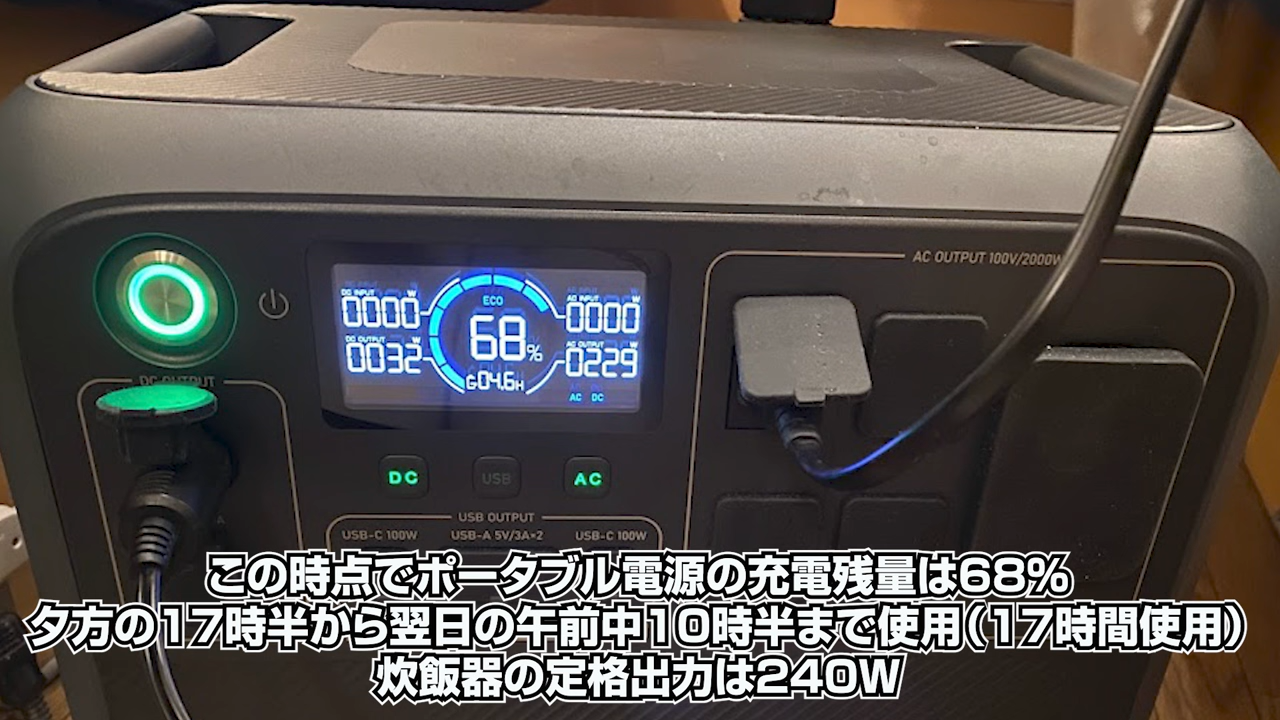 AC OUTPUT 100V/2000W
DC INPUT W
0000
AC INPUT W
0000
ECO
68%
DC OUTPUT W
0032
AC OUTPUT W
0229
04.6H
AC DC
DC OUTPUT
DC
USB
AC
USB OUTPUT
USB-C 100W
USB-A 5V/3A×2
USB-C 100W
この時点でポータブル電源の充電残量は68%
夕方の17時半から翌日の午前中10時半まで使用(17時間使用)
炊飯器の定格出力は240W